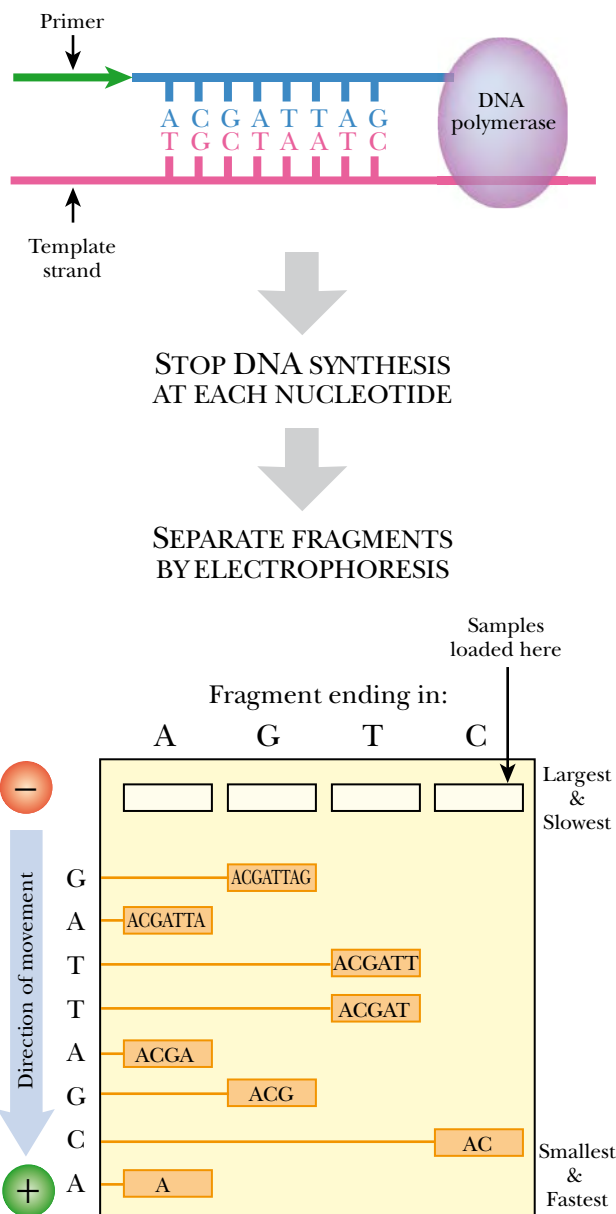 Primer
DNA
polymerase
A C G A T T A G
T G C T A A T C
Template
strand
STOP DNA SYNTHESIS
AT EACH NUCLEOTIDE
SEPARATE FRAGMENTS
BY ELECTROPHORESIS
Samples
loaded here
Fragment ending in:
A G T C
−
Largest
&
Slowest
Direction of movement
G ACGATTAG
A ACGATTA
T ACGATT
T ACGAT
A ACGA
G ACG
C AC
A A
+
Smallest
&
Fastest